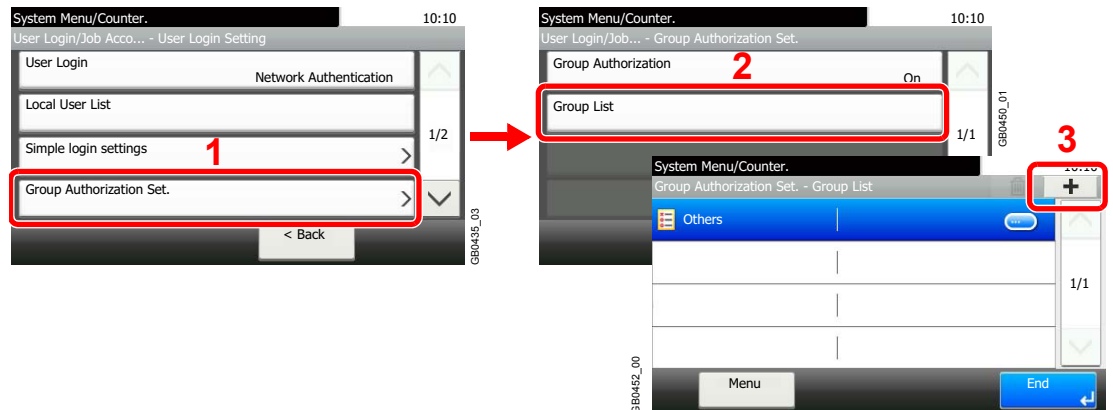 System Menu/Counter. 10:10
User Login/Job Acco... - User Login Setting
User Login
Network Authentication
Local User List
1/2
Simple login settings
1
Group Authorization Set.
< Back
GB0435_03
System Menu/Counter. 10:10
User Login/Job... - Group Authorization Set.
Group Authorization
2
On
Group List
1/1
GB0450_01
3
System Menu/Counter. 10:10
Group Authorization Set. - Group List
+
Others
1/1
Menu
End
GB0452_00